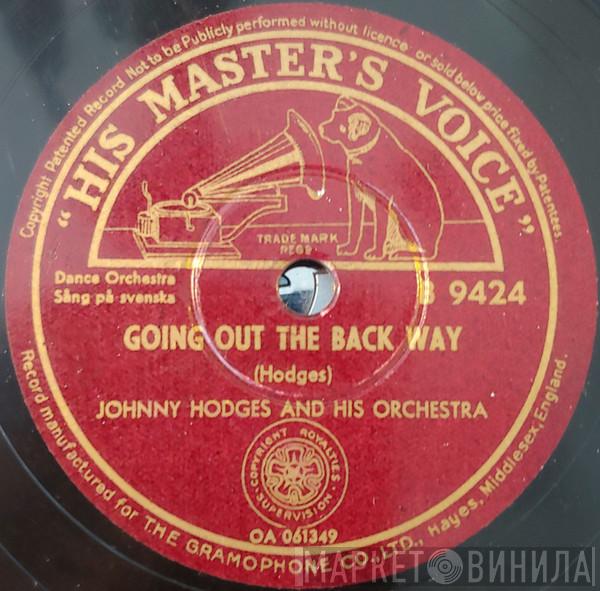 Copyright Patented Record Not to be Publicly performed without licence - or sold below price fixed by Patentees.
"HIS MASTER'S VOICE"
TRADE MARK
REGD
Dance Orchestra
Sång på svenska
B 9424
GOING OUT THE BACK WAY
(Hodges)
JOHNNY HODGES AND HIS ORCHESTRA
COPYRIGHT ROYALTIES
SUPERVISION
OA 061349
Record manufactured for THE GRAMOPHONE CO., LTD., Hayes, Middlesex, England.
МАРКЕТ ВИНИЛА